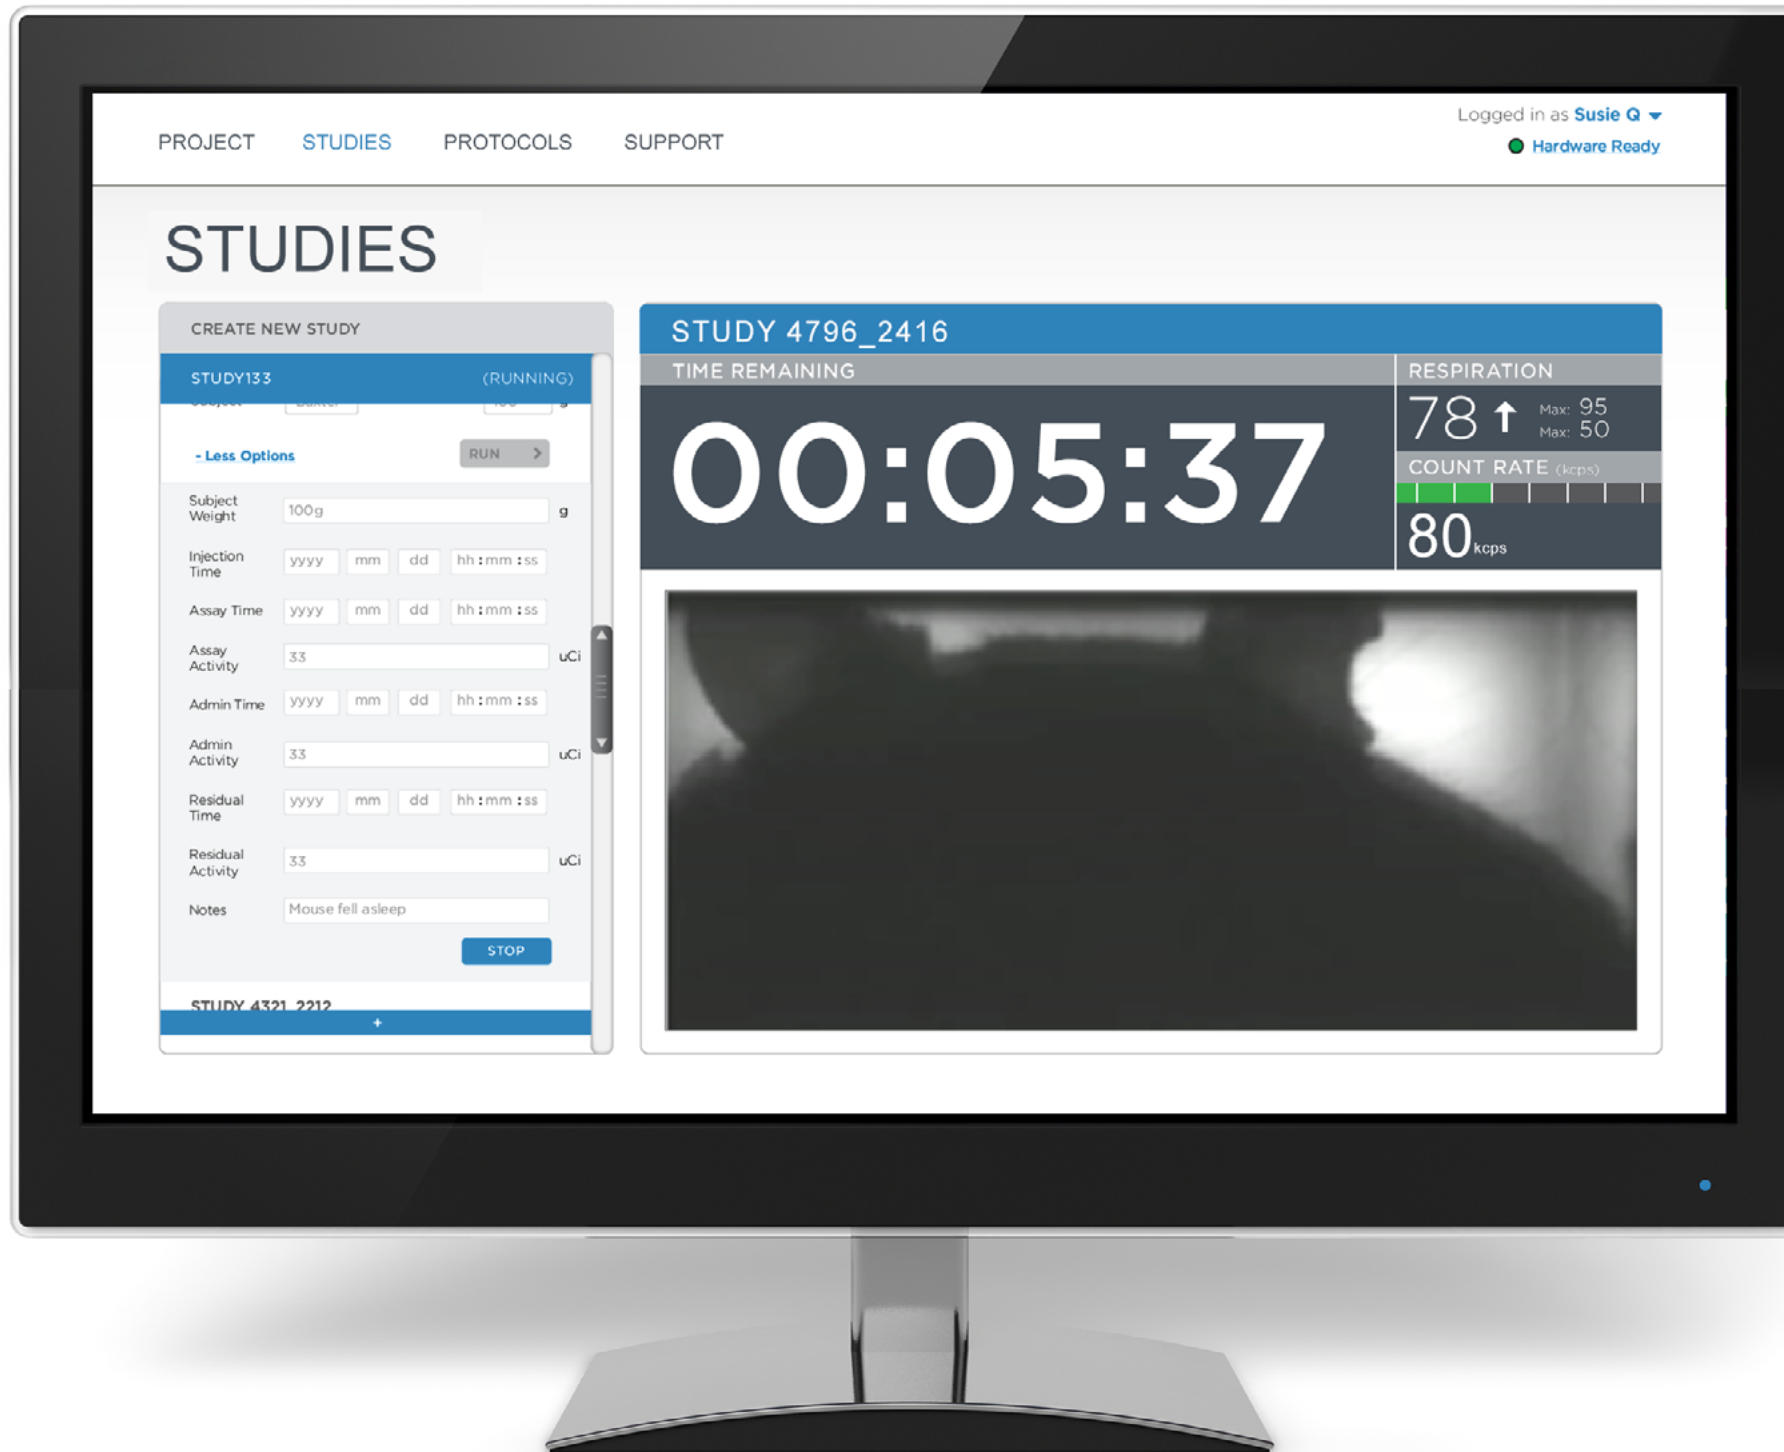 PROJECT STUDIES PROTOCOLS SUPPORT
Logged in as Susie Q
Hardware Ready
STUDIES
CREATE NEW STUDY
STUDY133 (RUNNING)
- Less Options RUN
Subject
Weight
100g g
Injection
Time
yyyy mm dd hh:mm:ss
Assay Time yyyy mm dd hh:mm:ss
Assay
Activity
33 uCi
Admin Time yyyy mm dd hh:mm:ss
Admin
Activity
33 uCi
Residual
Time
yyyy mm dd hh:mm:ss
Residual
Activity
33 uCi
Notes Mouse fell asleep
STOP
STUDY 4321_2212
+
STUDY 4796_2416
TIME REMAINING
00:05:37
RESPIRATION
78 Max: 95
Max: 50
COUNT RATE (kcps)
80 kcps